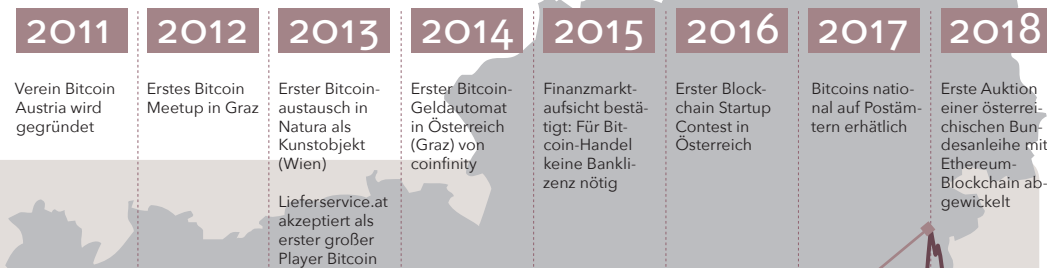 2011
Verein Bitcoin
Austria wird
gegründet
2012
Erstes Bitcoin
Meetup in Graz
2013
Erster Bitcoin-
austausch in
Natura als
Kunstobjekt
(Wien)
Lieferservice.at
akzeptiert als
erster großer
Player Bitcoin
2014
Erster Bitcoin-
Geldautomat
in Österreich
(Graz) von
coinfinity
2015
Finanzmarkt-
aufsicht bestä-
tigt: Für Bit-
coin-Handel
keine Bankli-
zenz nötig
2016
Erster Block-
chain Startup
Contest in
Österreich
2017
Bitcoins natio-
nal auf Postäm-
tern erhätlich
2018
Erste Auktion
einer österrei-
chischen Bun-
desanleihe mit
Ethereum-
Blockchain ab-
gewickelt